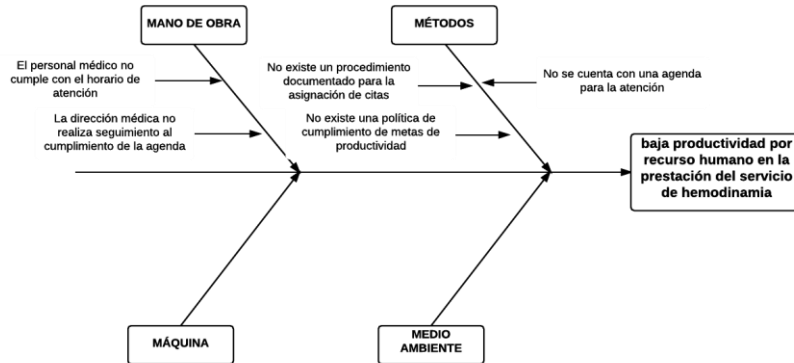 MANO DE OBRA
MÉTODOS
El personal médico no
cumple con el horario de
atención
No existe un procedimiento
documentado para la
asignación de citas
No se cuenta con una agenda
para la atención
La dirección médica no
realiza seguimiento al
cumplimiento de la agenda
No existe una política de
cumplimiento de metas de
productividad
baja productividad por
recurso humano en la
prestación del servicio
de hemodinamia
MÁQUINA
MEDIO
AMBIENTE